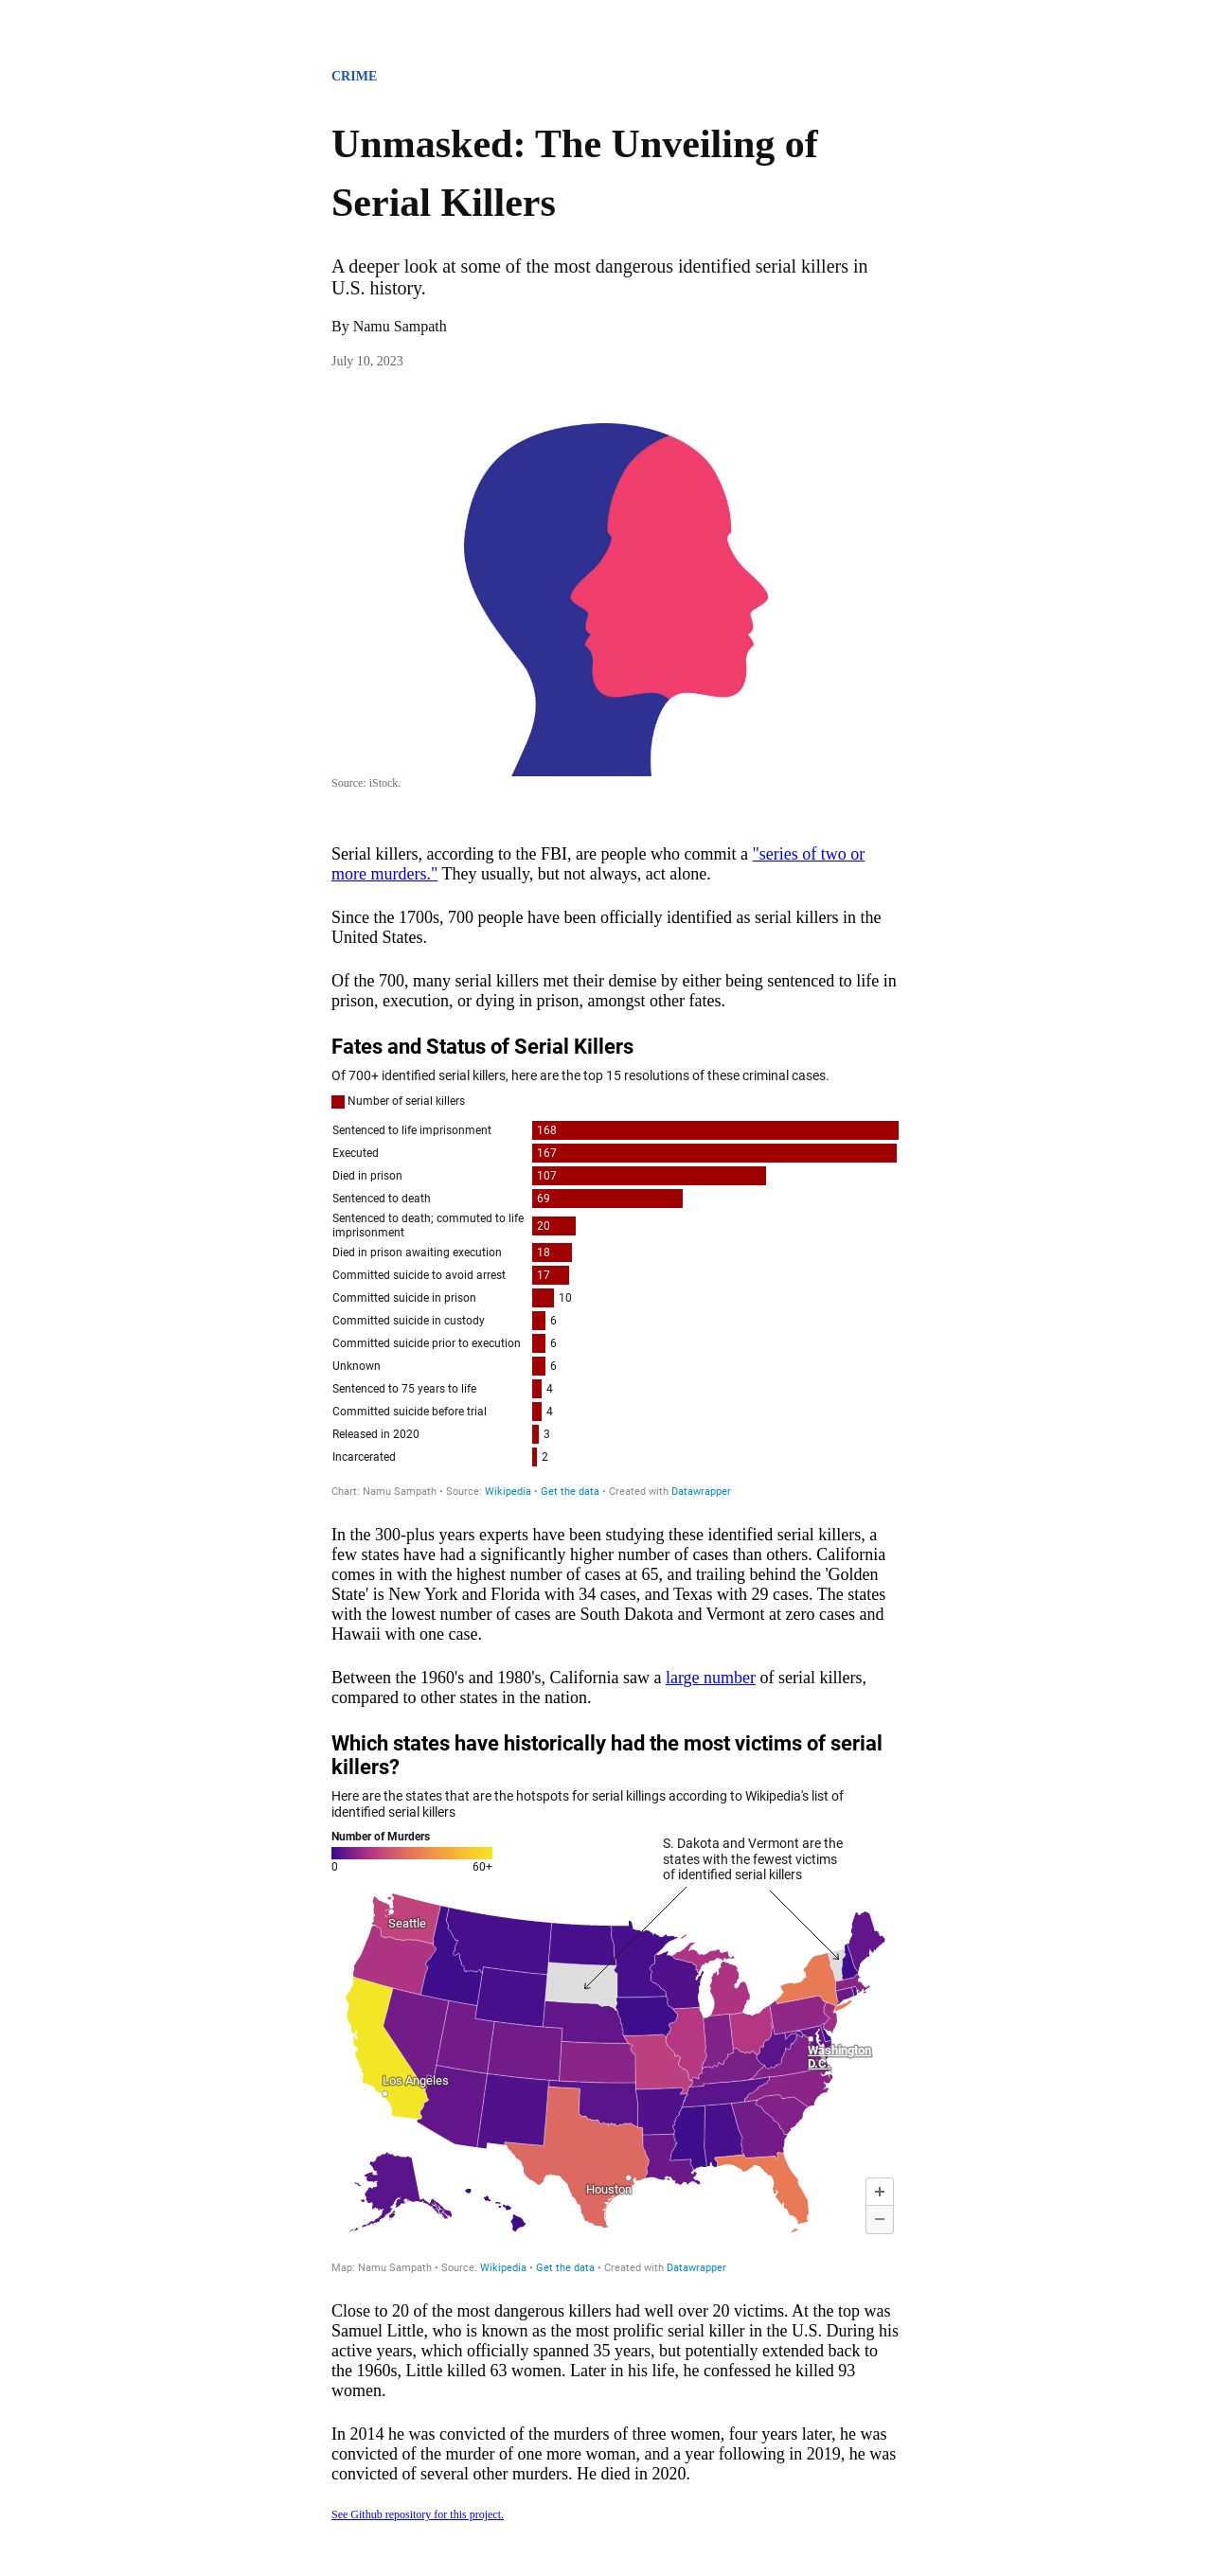 CRIME
Unmasked: The Unveiling of
Serial Killers
A deeper look at some of the most dangerous identified serial killers in
U.S. history.
By Namu Sampath
July 10, 2023
Source: iStock.
Serial killers, according to the FBI, are people who commit a "series of two or
more murders." They usually, but not always, act alone.
Since the 1700s, 700 people have been officially identified as serial killers in the
United States.
Of the 700, many serial killers met their demise by either being sentenced to life in
prison, execution, or dying in prison, amongst other fates.
Fates and Status of Serial Killers
Of 700+ identified serial killers, here are the top 15 resolutions of these criminal cases.
Number of serial killers
Sentenced to life imprisonment 168
Executed 167
Died in prison 107
Sentenced to death 69
Sentenced to death; commuted to life
imprisonment 20
Died in prison awaiting execution 18
Committed suicide to avoid arrest 17
Committed suicide in prison 10
Committed suicide in custody 6
Committed suicide prior to execution 6
Unknown 6
Sentenced to 75 years to life 4
Committed suicide before trial 4
Released in 2020 3
Incarcerated 2
Chart: Namu Sampath • Source: Wikipedia • Get the data • Created with Datawrapper
In the 300-plus years experts have been studying these identified serial killers, a
few states have had a significantly higher number of cases than others. California
comes in with the highest number of cases at 65, and trailing behind the 'Golden
State' is New York and Florida with 34 cases, and Texas with 29 cases. The states
with the lowest number of cases are South Dakota and Vermont at zero cases and
Hawaii with one case.
Between the 1960's and 1980's, California saw a large number of serial killers,
compared to other states in the nation.
Which states have historically had the most victims of serial
killers?
Here are the states that are the hotspots for serial killings according to Wikipedia's list of
identified serial killers
Number of Murders
0 60+
S. Dakota and Vermont are the
states with the fewest victims
of identified serial killers
Seattle
Washington
D.C.
Los Angeles
Houston
+
−
Map: Namu Sampath • Source: Wikipedia • Get the data • Created with Datawrapper
Close to 20 of the most dangerous killers had well over 20 victims. At the top was
Samuel Little, who is known as the most prolific serial killer in the U.S. During his
active years, which officially spanned 35 years, but potentially extended back to
the 1960s, Little killed 63 women. Later in his life, he confessed he killed 93
women.
In 2014 he was convicted of the murders of three women, four years later, he was
convicted of the murder of one more woman, and a year following in 2019, he was
convicted of several other murders. He died in 2020.
See Github repository for this project.